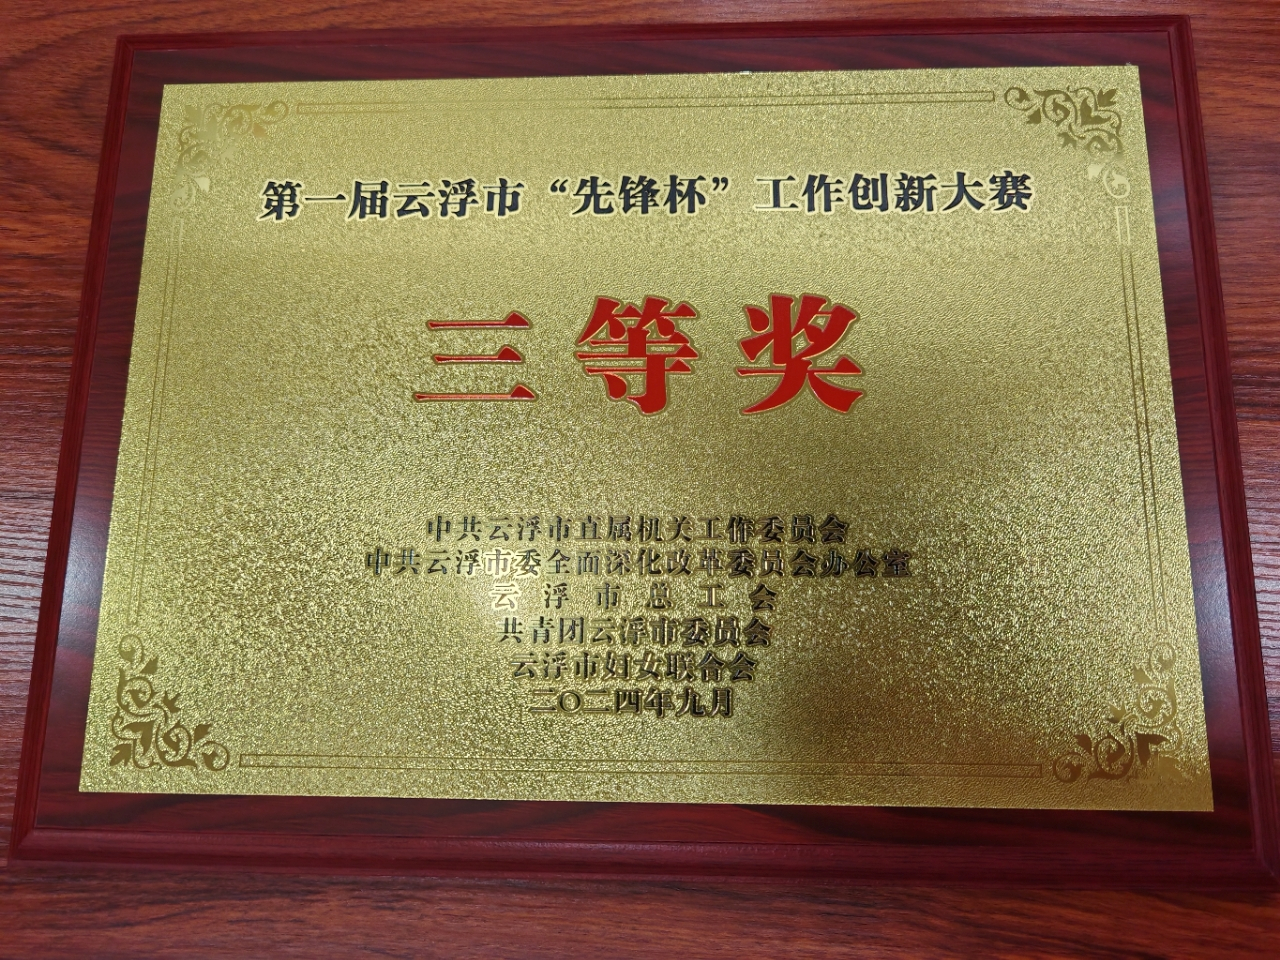 第一届云浮市“先锋杯”工作创新大赛
三等奖
中共云浮市直属机关工作委员会
中共云浮市委全面深化改革委员会办公室
云浮市总工会
共青团云浮市委员会
云浮市妇女联合会
二〇二四年九月